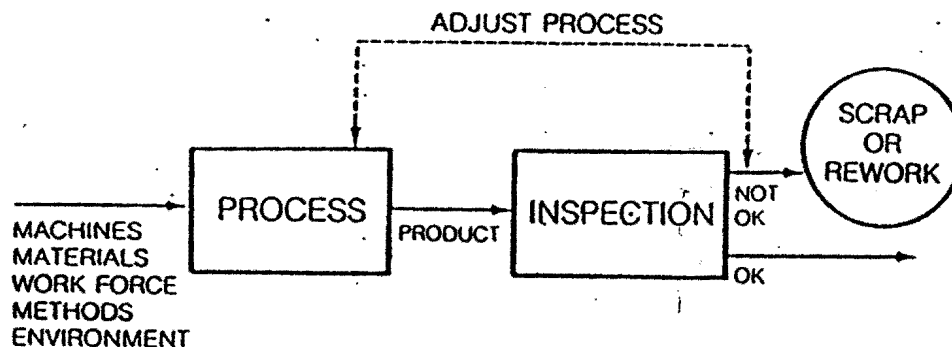 ADJUST PROCESS
SCRAP
OR
REWORK
PROCESS
INSPECTION
NOT
OK
PRODUCT
MACHINES
MATERIALS
WORK FORCE
METHODS
ENVIRONMENT
OK